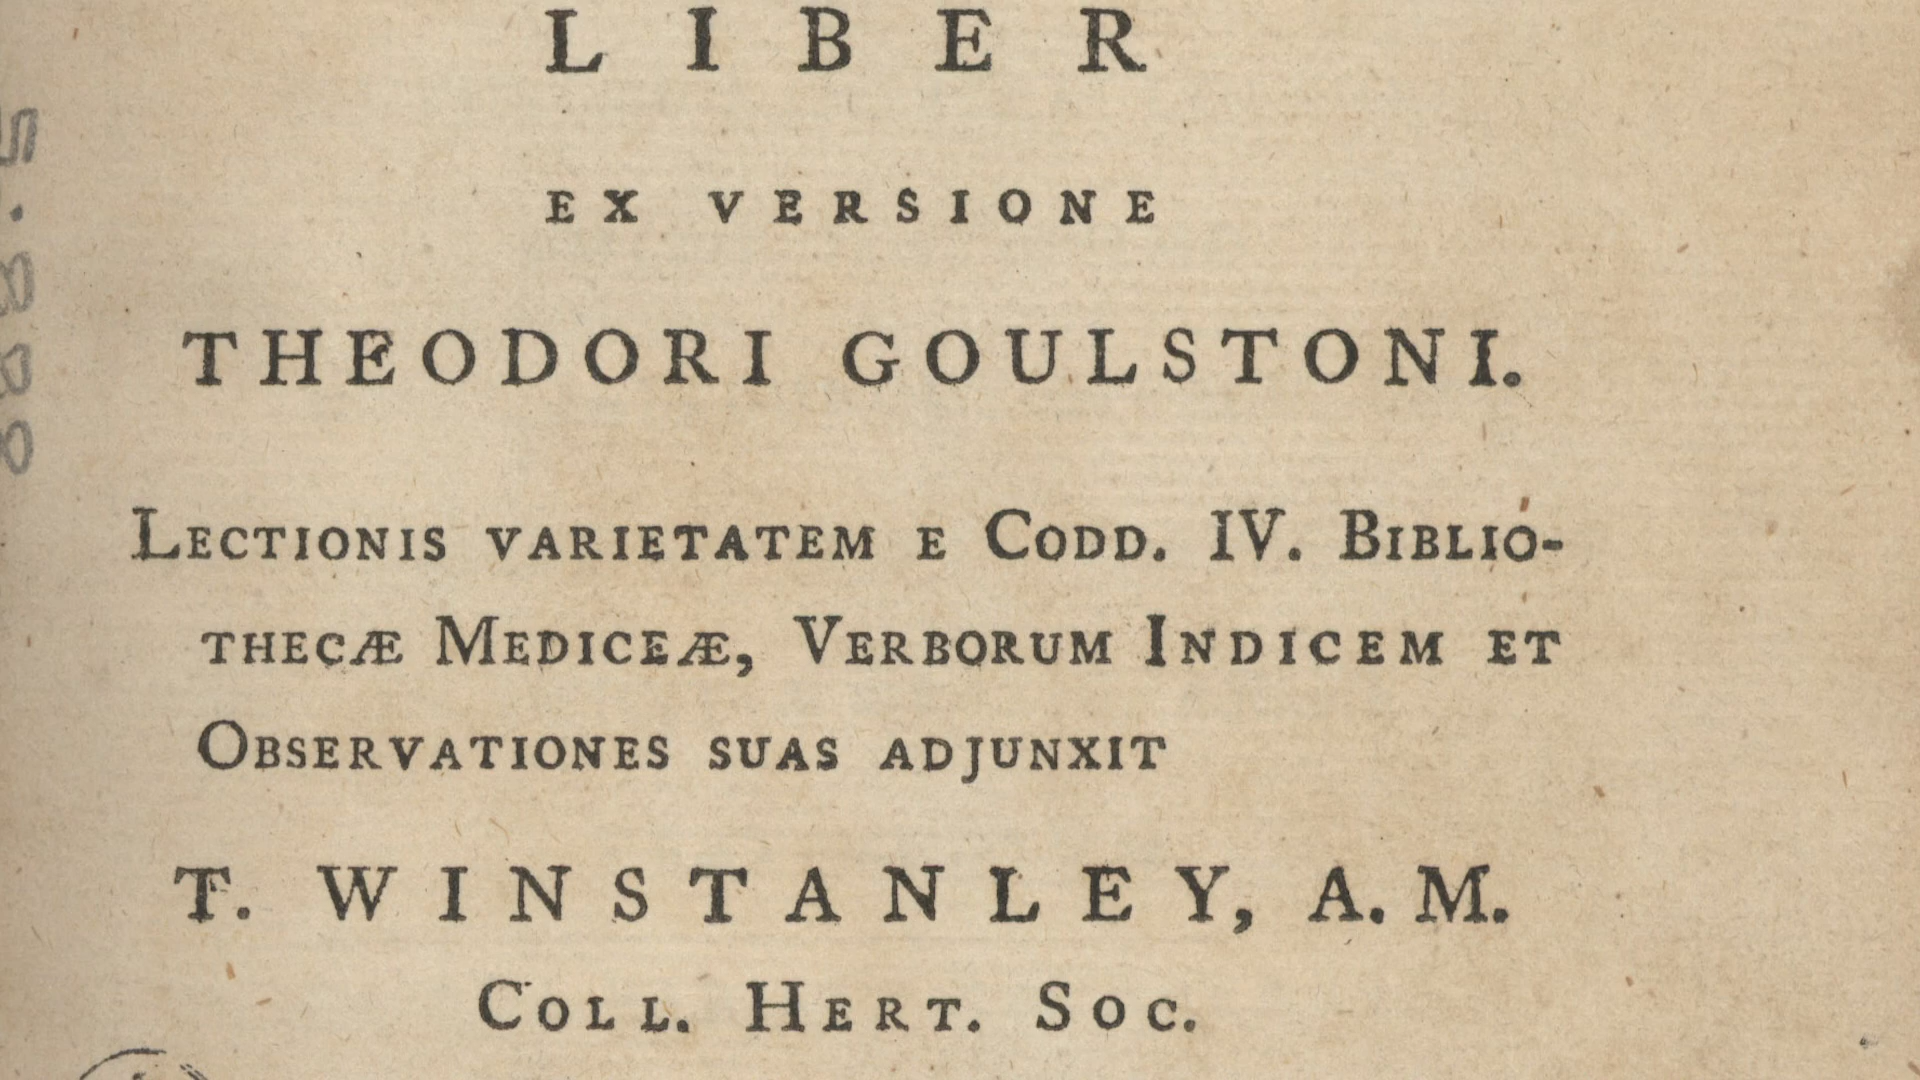 LIBER
EX VERSIONE
THEODORI GOULSTONI.
LECTIONIS VARIETATEM E CODD. IV. BIBLIO-
THECÆ MEDICEÆ, VERBORUM INDICEM ET
OBSERVATIONES SUAS ADJUNXIT
T. WINSTANLEY, A. M.
COLL. HERT. SOC.